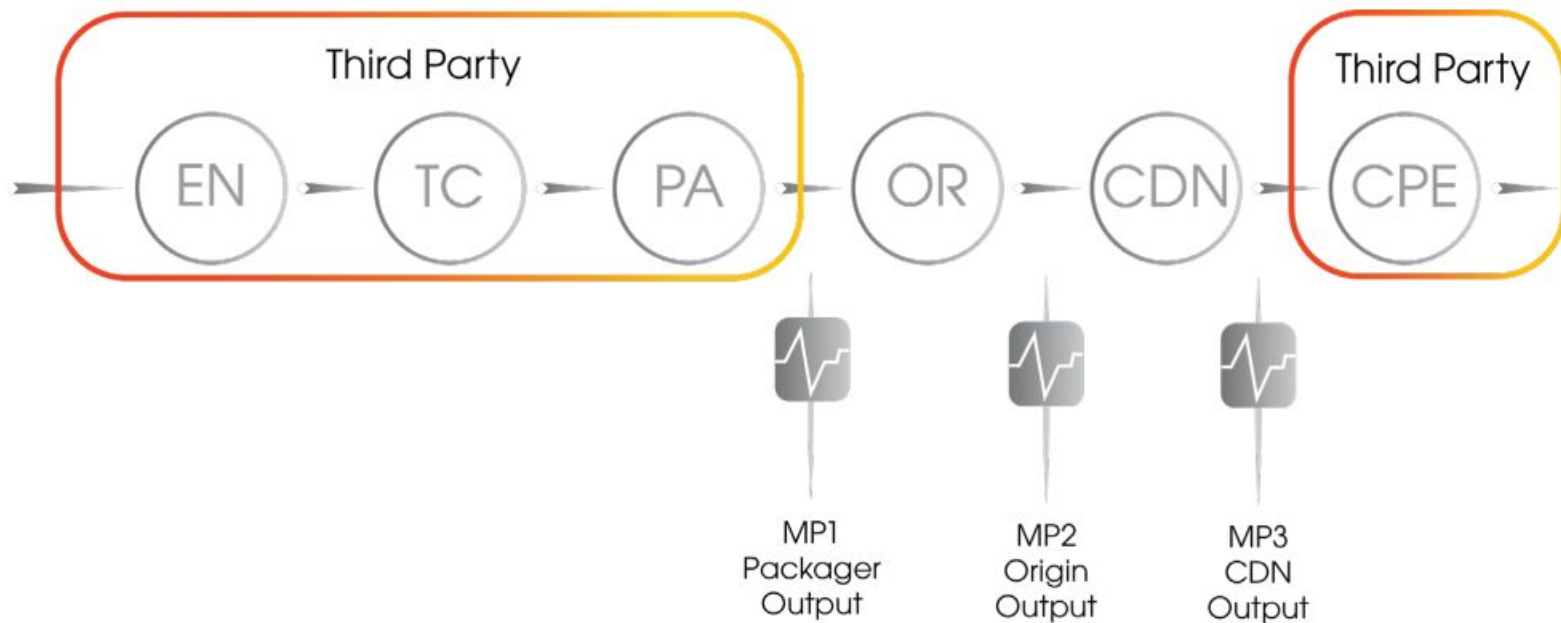 Third Party
Third Party
EN
TC
PA
OR
CDN
CPE
MP1
Packager
Output
MP2
Origin
Output
MP3
CDN
Output